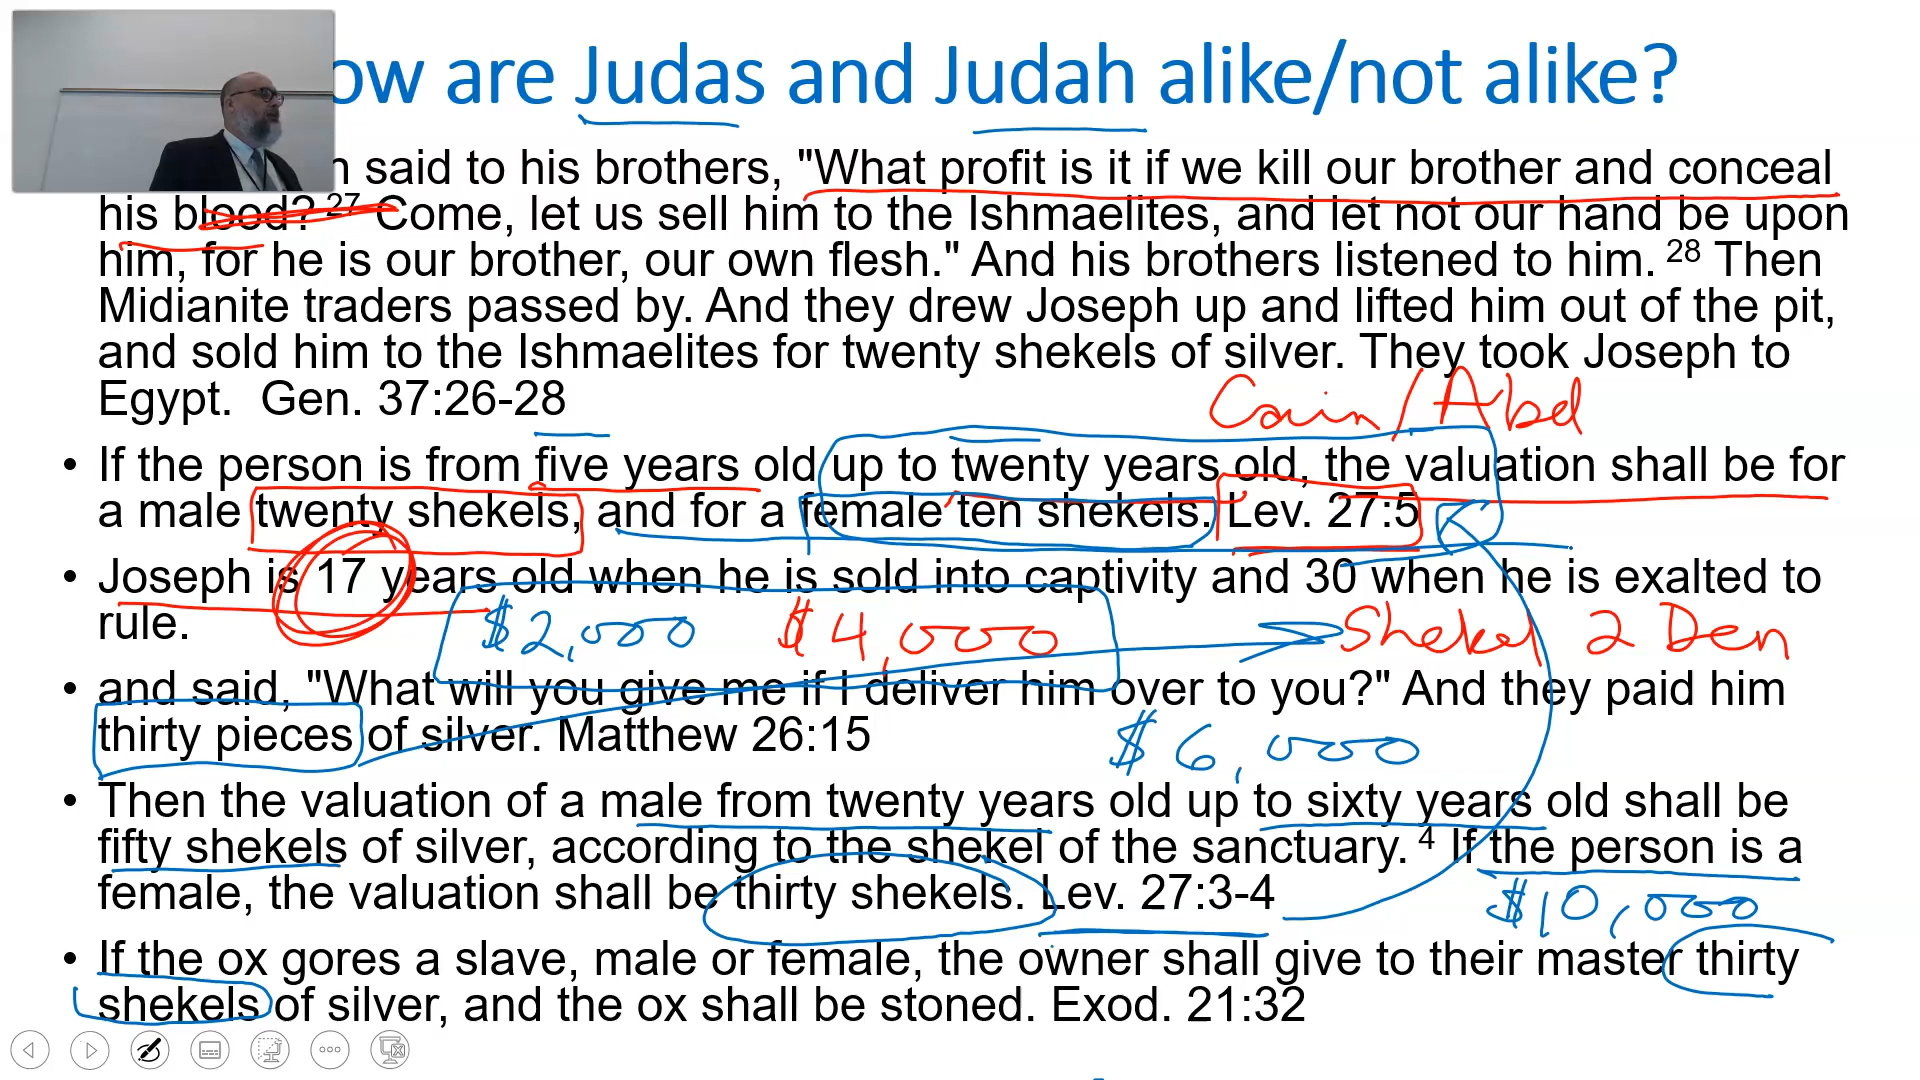 ow are Judas and Judah alike/not alike?
n said to his brothers, "What profit is it if we kill our brother and conceal
his blood? 27 Come, let us sell him to the Ishmaelites, and let not our hand be upon
him, for he is our brother, our own flesh." And his brothers listened to him. 28 Then
Midianite traders passed by. And they drew Joseph up and lifted him out of the pit,
and sold him to the Ishmaelites for twenty shekels of silver. They took Joseph to
Egypt.  Gen. 37:26-28
Cain/Abel
• If the person is from five years old up to twenty years old, the valuation shall be for
a male twenty shekels, and for a female ten shekels. Lev. 27:5
• Joseph is 17 years old when he is sold into captivity and 30 when he is exalted to
rule.
$2,000 $4,000 Shekel 2 Den
• and said, "What will you give me if I deliver him over to you?" And they paid him
thirty pieces of silver. Matthew 26:15
$6,000
• Then the valuation of a male from twenty years old up to sixty years old shall be
fifty shekels of silver, according to the shekel of the sanctuary. 4 If the person is a
female, the valuation shall be thirty shekels. Lev. 27:3-4
$10,000
• If the ox gores a slave, male or female, the owner shall give to their master thirty
shekels of silver, and the ox shall be stoned. Exod. 21:32